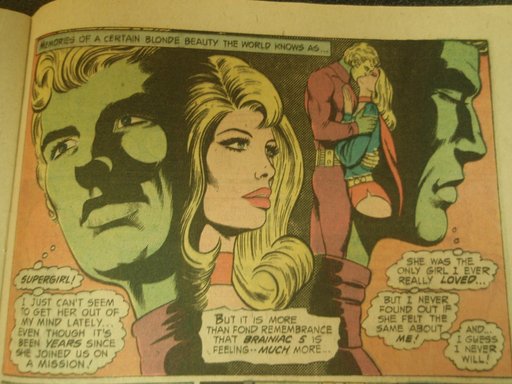 MEMORIES OF A CERTAIN BLONDE BEAUTY THE WORLD KNOWS AS...
SUPERGIRL!
I JUST CAN'T SEEM
TO GET HER OUT OF
MY MIND LATELY...
EVEN THOUGH IT'S
BEEN YEARS SINCE
SHE JOINED US ON
A MISSION!
BUT IT IS MORE
THAN FOND REMEMBRANCE
THAT BRAINIAC 5 IS
FEELING--MUCH MORE...
SHE WAS THE
ONLY GIRL I EVER
REALLY LOVED...
BUT I NEVER
FOUND OUT IF
SHE FELT THE
SAME ABOUT
ME!
AND...
I GUESS
I NEVER
WILL!